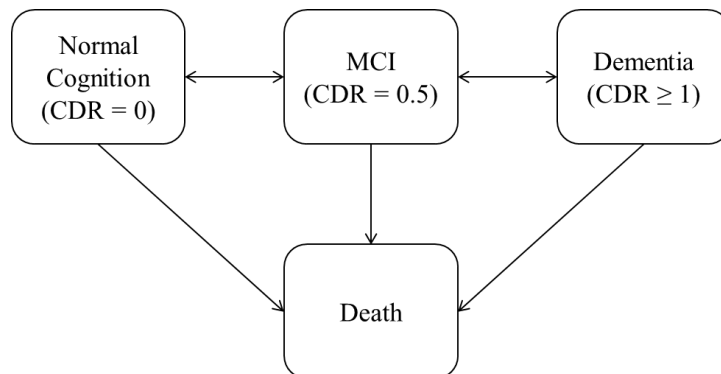 Normal
Cognition
(CDR = 0)
MCI
(CDR = 0.5)
Dementia
(CDR ≥ 1)
Death